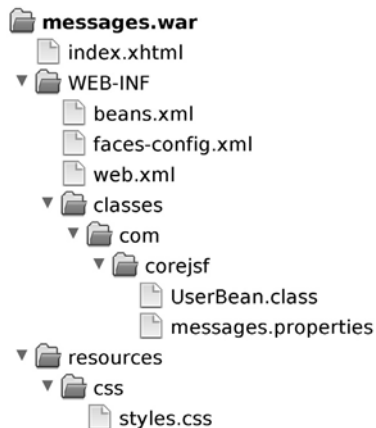 messages.war
index.xhtml
WEB-INF
beans.xml
faces-config.xml
web.xml
classes
com
corejsf
UserBean.class
messages.properties
resources
css
styles.css